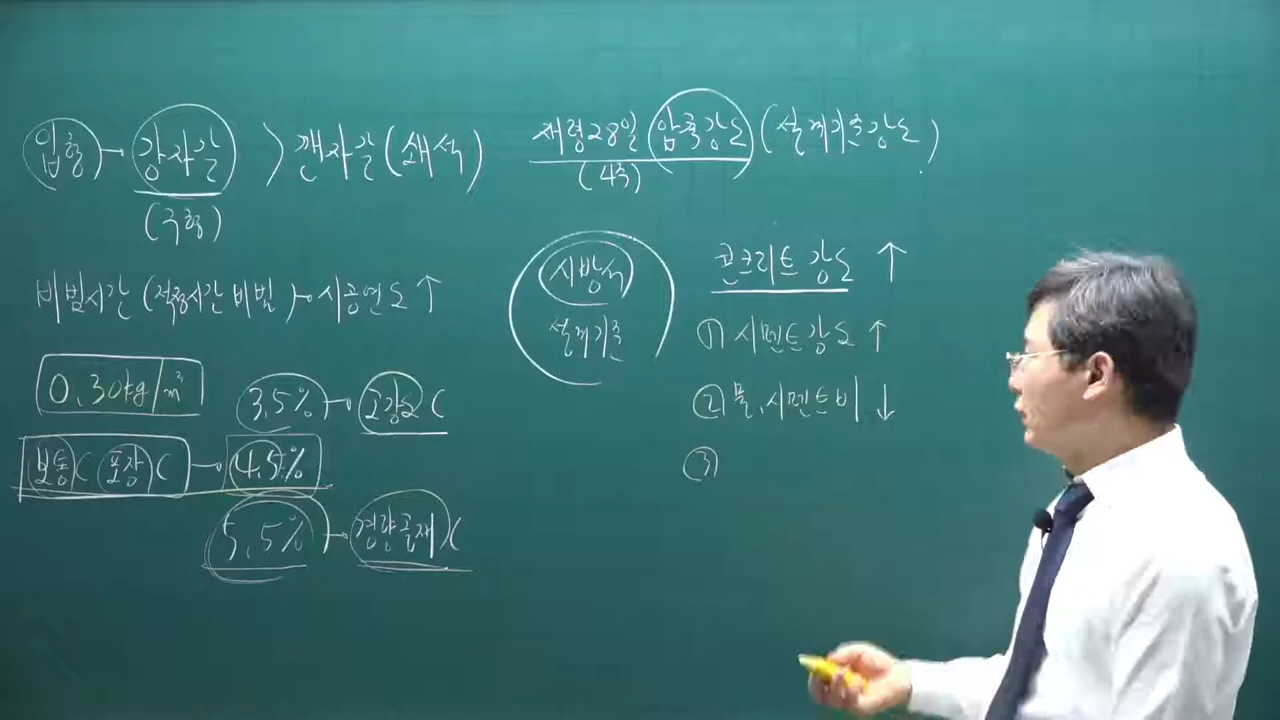 입형 → 강자갈 > 깬자갈 (쇄석)
(구형)
비빔시간 (적정시간 비빔) → 시공연도 ↑
0.30kg/m³
3.5% → 고강도 C
보통 C 포장 C → 4.5%
5.5% → 경량골재 C
재령28일 압축강도 (설계기준강도)
(4주)
시방서
설계기준
콘크리트 강도 ↑
① 시멘트강도 ↑
② 물.시멘트비 ↓
③